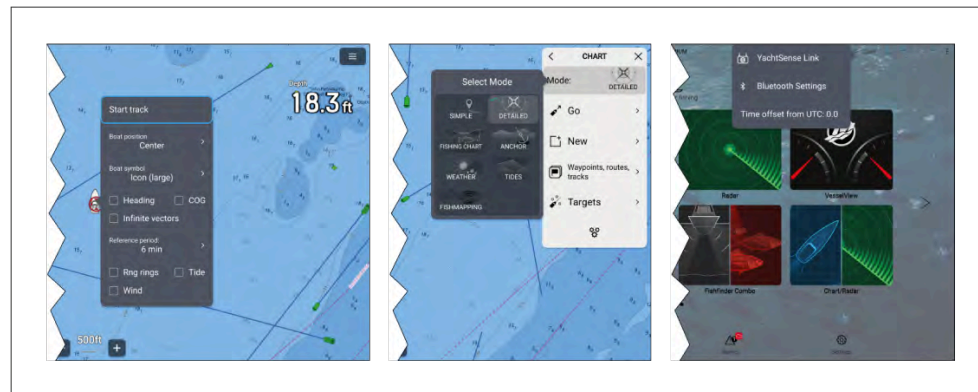 depth
18.3 ft
Start track
Boat position
Center
Boat symbol
Icon (large)
Heading
COG
Infinite vectors
Reference period
6 min
Rng rings
Tide
Wind
500ft
Select Mode
SIMPLE
DETAILED
FISHING CHART
ANCHOR
WEATHER
TIDES
FISHMAPPING
CHART
Mode:
DETAILED
Go
New
Waypoints, routes,
tracks
Targets
YachtSense Link
Bluetooth Settings
Time offset from UTC: 0.0
Radar
VesselView
Fishfinder Combo
Chart/Radar
Settings